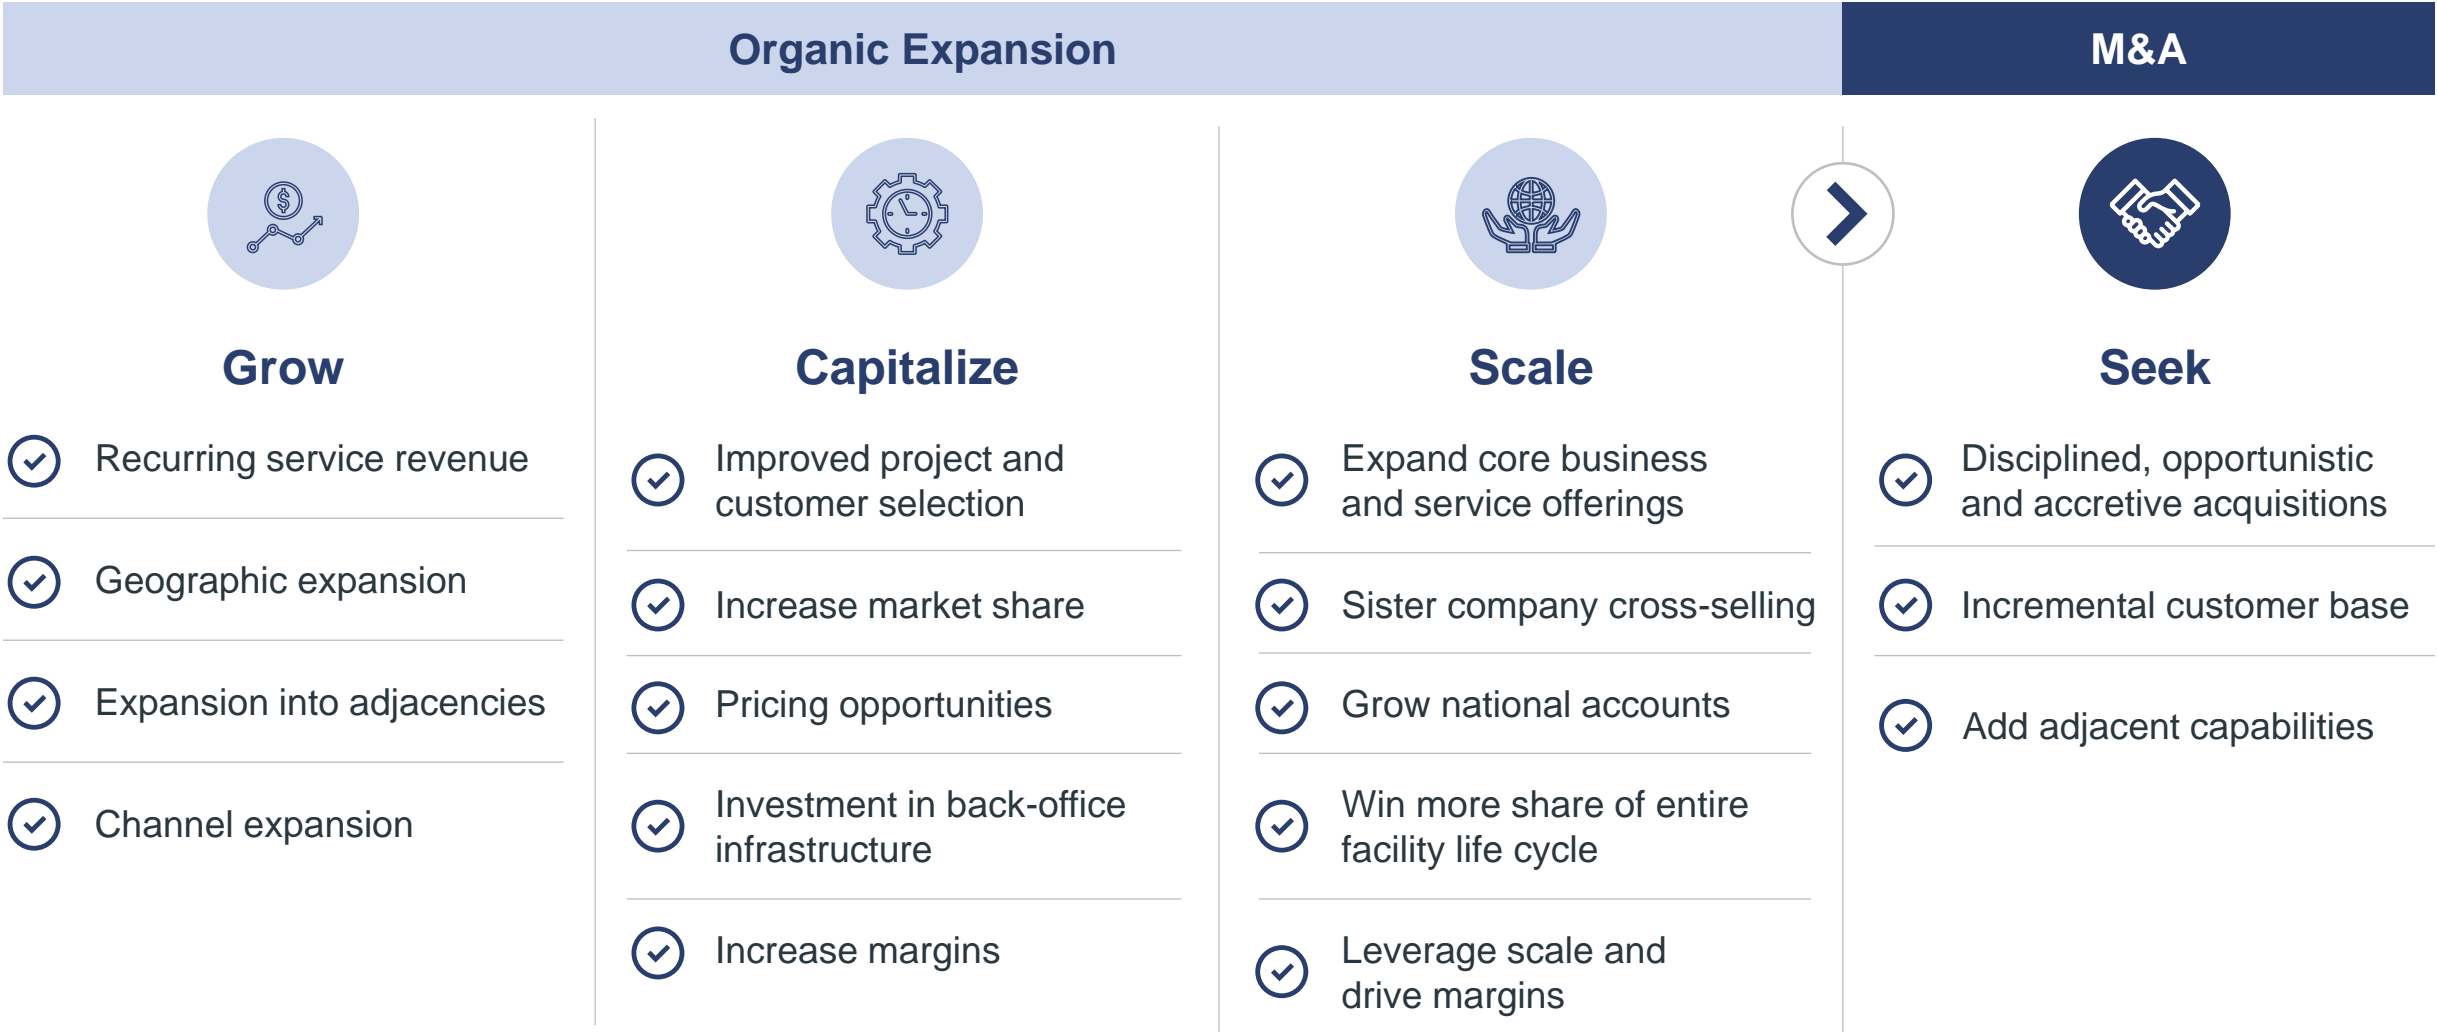 Organic Expansion
M&A
Grow
Recurring service revenue
Geographic expansion
Expansion into adjacencies
Channel expansion
Capitalize
Improved project and
customer selection
Increase market share
Pricing opportunities
Investment in back-office
infrastructure
Increase margins
Scale
Expand core business
and service offerings
Sister company cross-selling
Grow national accounts
Win more share of entire
facility life cycle
Leverage scale and
drive margins
Seek
Disciplined, opportunistic
and accretive acquisitions
Incremental customer base
Add adjacent capabilities